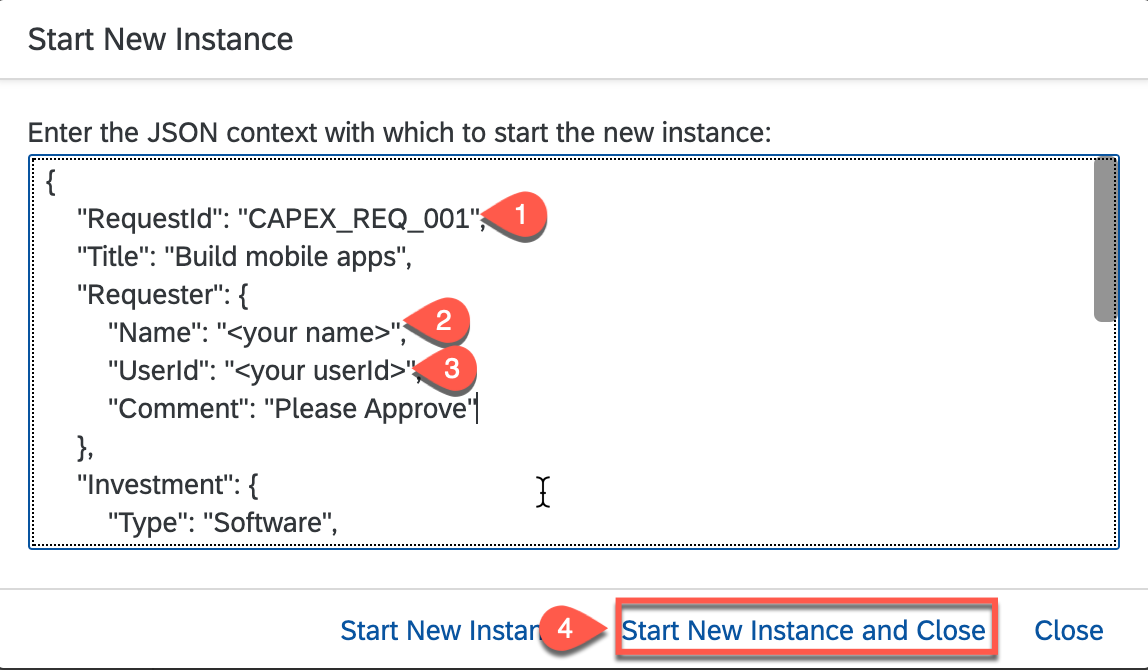 Start New Instance
Enter the JSON context with which to start the new instance:
{
"RequestId": "CAPEX_REQ_001",
1
"Title": "Build mobile apps",
"Requester": {
"Name": "<your name>",
2
"UserId": "<your userId>",
3
"Comment": "Please Approve"
},
"Investment": {
"Type": "Software",
Start New Instan
4
Start New Instance and Close
Close